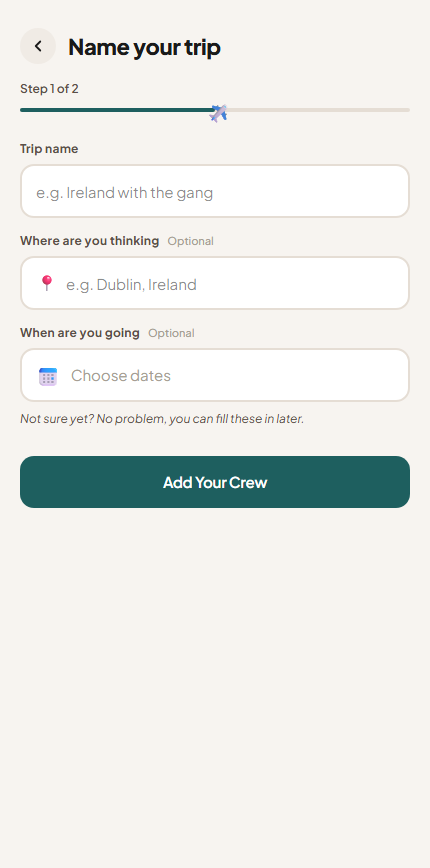 Name your trip
Step 1 of 2
Trip name
e.g. Ireland with the gang
Where are you thinking Optional
e.g. Dublin, Ireland
When are you going Optional
Choose dates
Not sure yet? No problem, you can fill these in later.
Add Your Crew